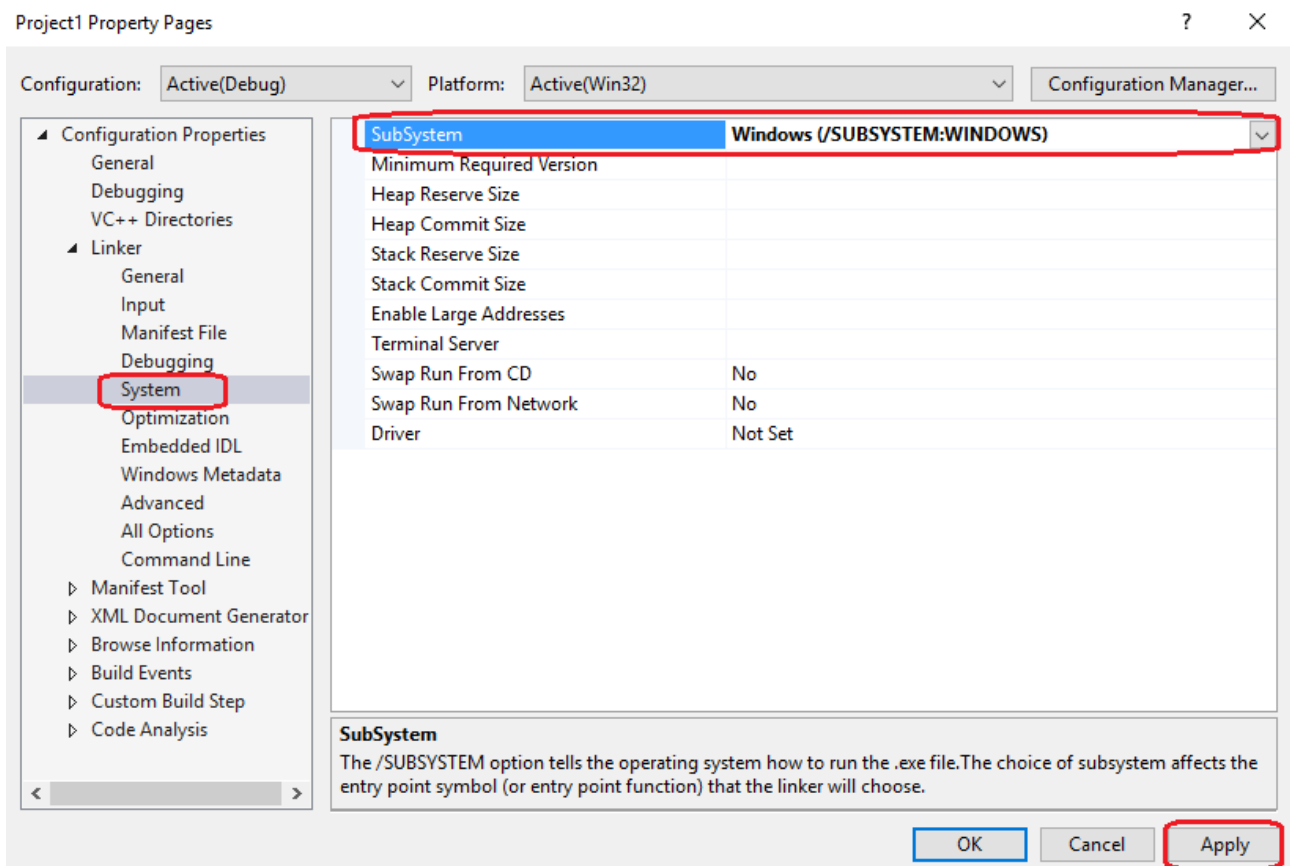 Project1 Property Pages
?
Configuration: Active(Debug) Platform: Active(Win32) Configuration Manager...
Configuration Properties
General
Debugging
VC++ Directories
Linker
General
Input
Manifest File
Debugging
System
Optimization
Embedded IDL
Windows Metadata
Advanced
All Options
Command Line
Manifest Tool
XML Document Generator
Browse Information
Build Events
Custom Build Step
Code Analysis
SubSystem Windows (/SUBSYSTEM:WINDOWS)
Minimum Required Version
Heap Reserve Size
Heap Commit Size
Stack Reserve Size
Stack Commit Size
Enable Large Addresses
Terminal Server
Swap Run From CD No
Swap Run From Network No
Driver Not Set
SubSystem
The /SUBSYSTEM option tells the operating system how to run the .exe file.The choice of subsystem affects the
entry point symbol (or entry point function) that the linker will choose.
OK Cancel Apply